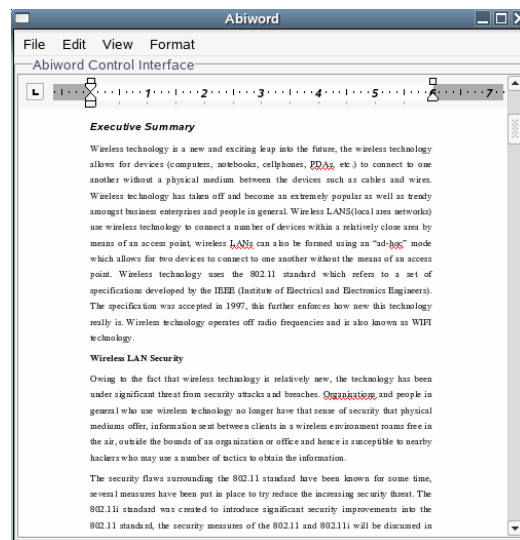 Abiword
File Edit View Format
Abiword Control Interface
L 1 2 3 4 5 6 7
Executive Summary
Wireless technology is a new and exciting leap into the future, the wireless technology
allows for devices (computers, notebooks, cellphones, PDAs, etc.) to connect to one
another without a physical medium between the devices such as cables and wires.
Wireless technology has taken off and become an extremely popular as well as trendy
amongst business enterprises and people in general. Wireless LANS(local area networks)
use wireless technology to connect a number of devices within a relatively close area by
means of an access point, wireless LANs can also be formed using an “ad-hoc” mode
which allows for two devices to connect to one another without the means of an access
point. Wireless technology uses the 802.11 standard which refers to a set of
specifications developed by the IEEE (Institute of Electrical and Electronics Engineers).
The specification was accepted in 1997, this further enforces how new this technology
really is. Wireless technology operates off radio frequencies and is also known as WIFI
technology.
Wireless LAN Security
Owing to the fact that wireless technology is relatively new, the technology has been
under significant threat from security attacks and breaches. Organisations and people in
general who use wireless technology no longer have that sense of security that physical
mediums offer, information sent between clients in a wireless environment roams free in
the air, outside the bounds of an organization or office and hence is susceptible to nearby
hackers who may use a number of tactics to obtain the information.
The security flaws surrounding the 802.11 standard have been known for some time,
several measures have been put in place to try reduce the increasing security threat. The
802.11i standard was created to introduce significant security improvements into the
802.11 standard, the security measures of the 802.11 and 802.11i will be discussed in